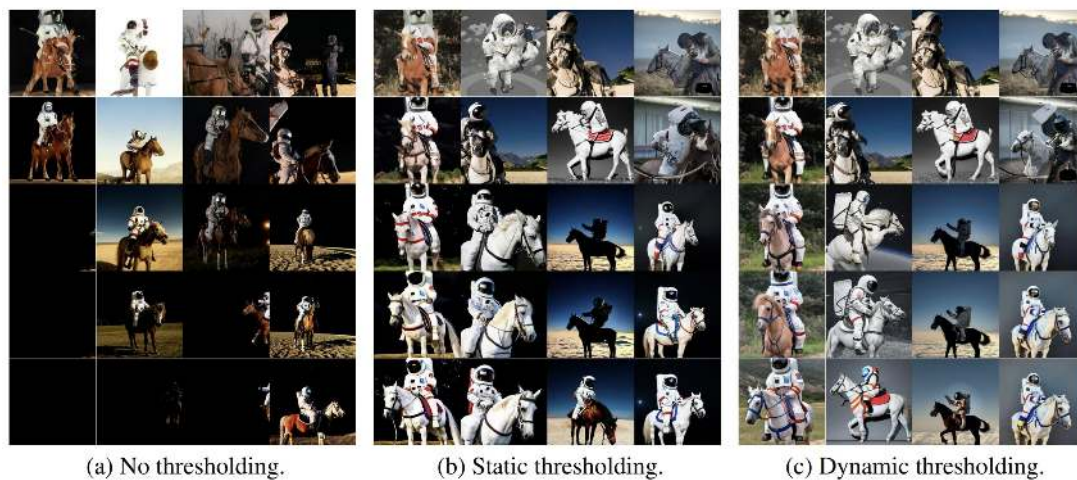 (a) No thresholding.
(b) Static thresholding.
(c) Dynamic thresholding.